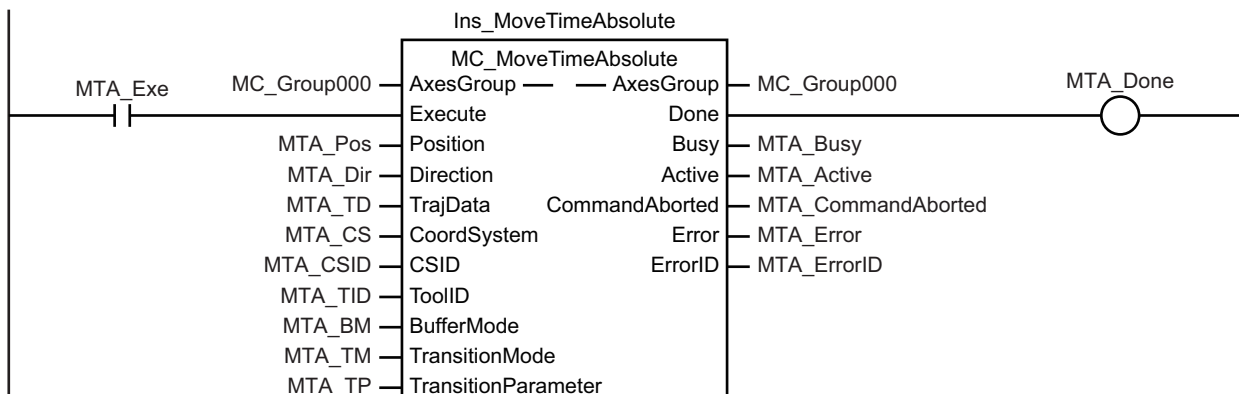 Ins_MoveTimeAbsolute
MC_MoveTimeAbsolute
MTA_Exe MC_Group000 AxesGroup AxesGroup MC_Group000 MTA_Done
Execute Done
MTA_Pos Position Busy MTA_Busy
MTA_Dir Direction Active MTA_Active
MTA_TD TrajData CommandAborted MTA_CommandAborted
MTA_CS CoordSystem Error MTA_Error
MTA_CSID CSID ErrorID MTA_ErrorID
MTA_TID ToolID
MTA_BM BufferMode
MTA_TM TransitionMode
MTA_TP TransitionParameter